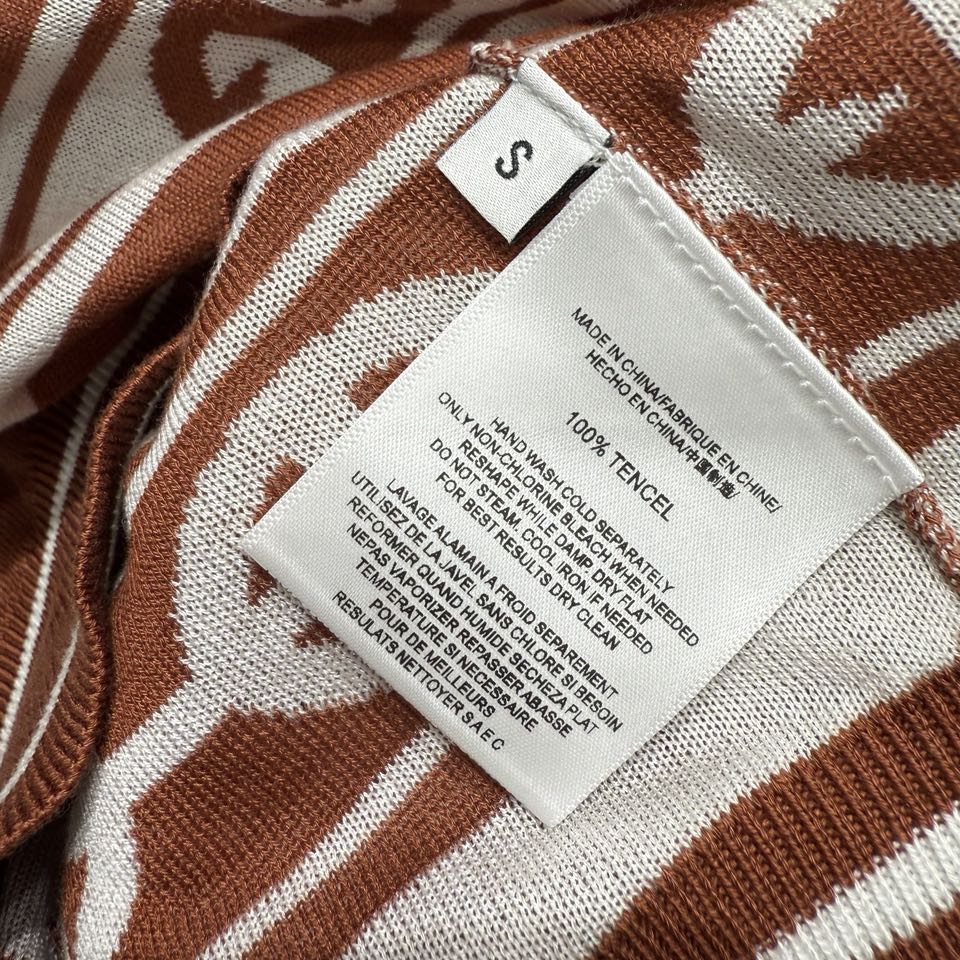 S
MADE IN CHINA/FABRIQUE EN CHINE/
HECHO EN CHINA/中國制造/
100% TENCEL
HAND WASH COLD SEPARATELY
ONLY NON-CHLORINE BLEACH WHEN NEEDED
RESHAPE WHILE DAMP DRY FLAT
DO NOT STEAM COOL IRON IF NEEDED
FOR BEST RESULTS DRY CLEAN
LAVAGE ALAMAIN A FROID SEPAREMENT
UTILISEZ DE LA JAVEL SANS CHLORE SI BESOIN
REFORMER QUAND HUMIDE SECHEZA PLAT
NEPAS VAPORIZER REPASSER ABASSE
TEMPERATURE SI NECESSAIRE
POUR DE MEILLEURS
RESULATS NETTOYER S.A.E C